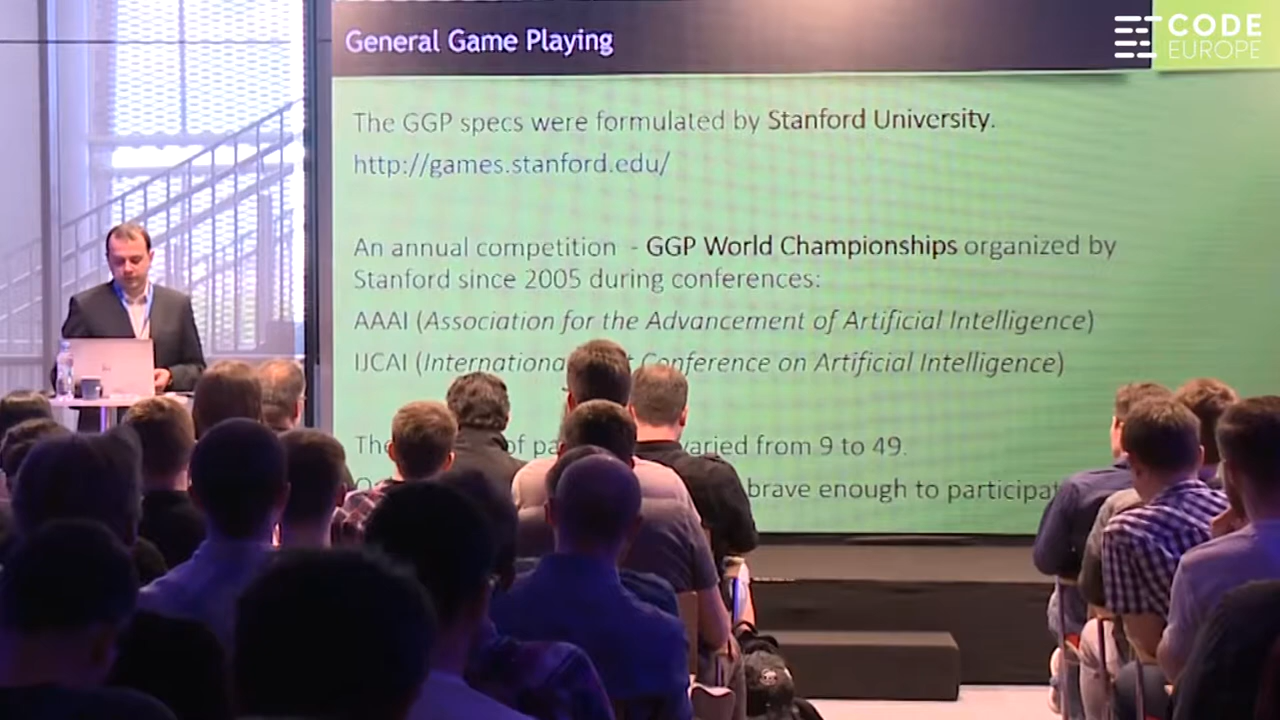 General Game Playing
CODE
EUROPE
The GGP specs were formulated by Stanford University.
http://games.stanford.edu/
An annual competition - GGP World Championships organized by
Stanford since 2005 during conferences:
AAAI (Association for the Advancement of Artificial Intelligence)
IJCAI (Conference on Artificial Intelligence)
of varied from 9 to 49.
brave enough to